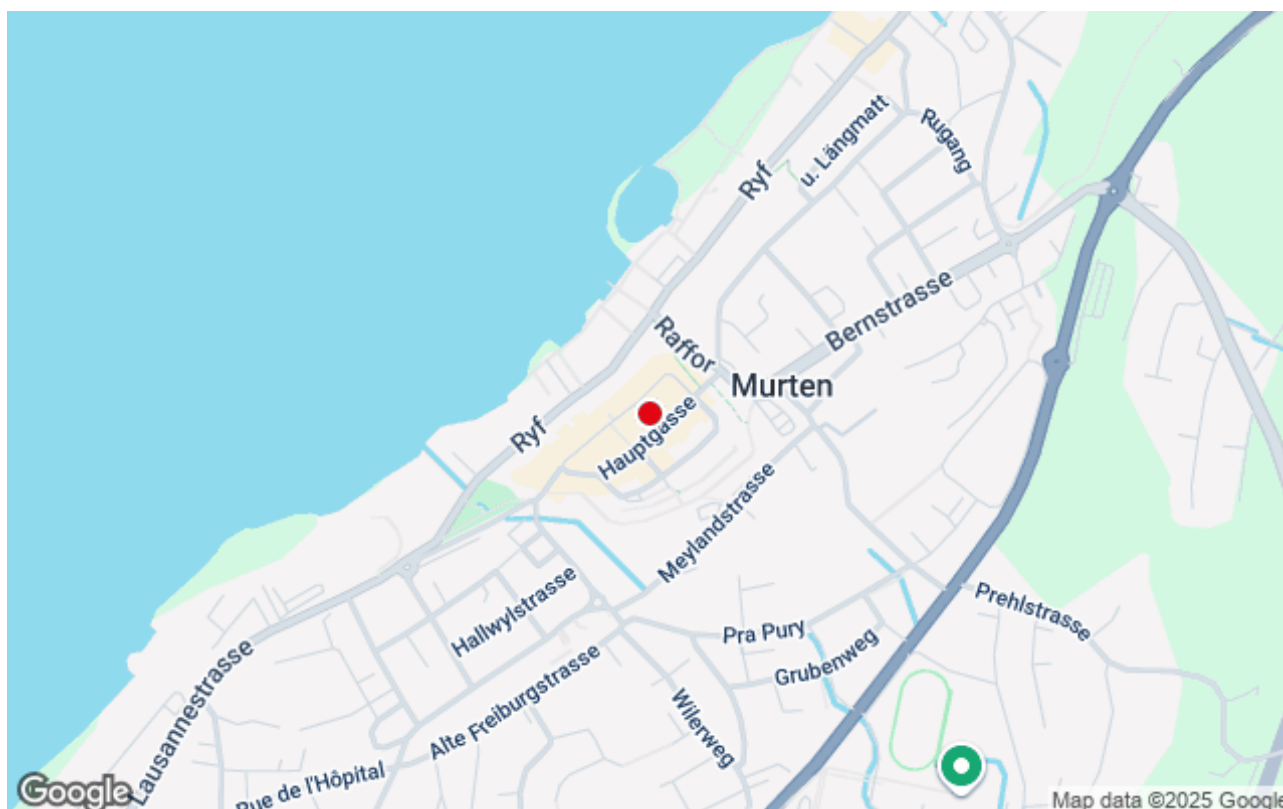 u. Längmatt
Rugang
Ryf
Bernstrasse
Raffor
Murten
Ryf
Hauptgasse
Meylandstrasse
Hallwylstrasse
Prehlstrasse
Pra Pury
Grubenweg
Lausannestrasse
Alte Freiburgstrasse
Wilerweg
Rue de l'Hôpital
Google
Map data ©2025 Google